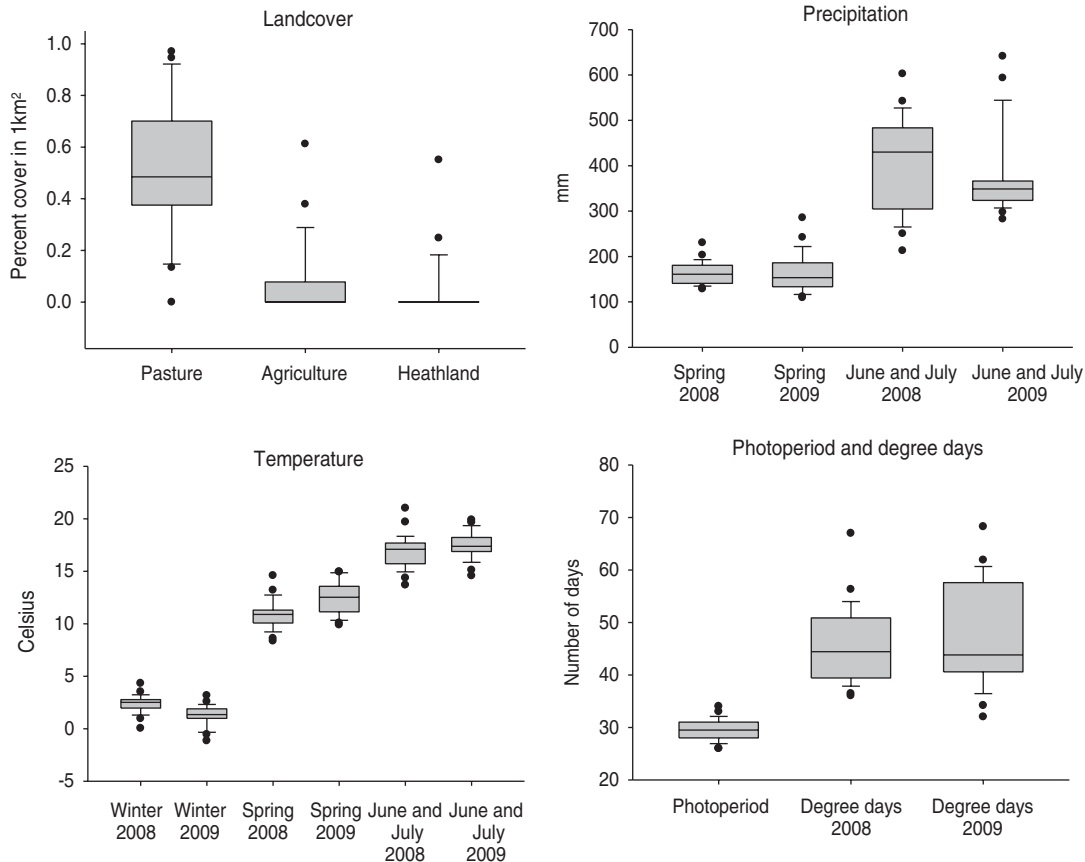 Landcover
Percent cover in 1km²
1.0
0.8
0.6
0.4
0.2
0.0
Pasture
Agriculture
Heathland
Precipitation
mm
700
600
500
400
300
200
100
0
Spring
2008
Spring
2009
June and July
2008
June and July
2009
Temperature
Celsius
25
20
15
10
5
0
-5
Winter
2008
Winter
2009
Spring
2008
Spring
2009
June and
July
2008
June and
July
2009
Photoperiod and degree days
Number of days
80
70
60
50
40
30
20
Photoperiod
Degree days
2008
Degree days
2009